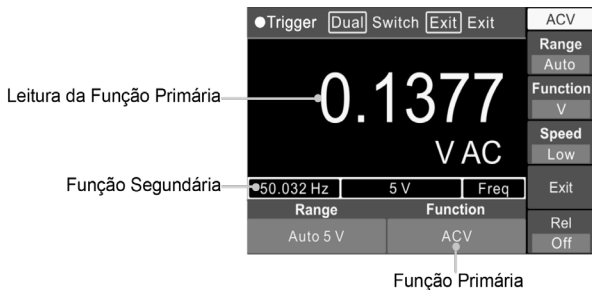 ●Trigger Dual Switch Exit Exit
ACV
Range
Auto
Leitura da Função Primária
0.1377
V AC
Function
V
Speed
Low
Função Segundária
50.032 Hz 5 V Freq
Exit
Range Function
Auto 5 V ACV
Rel
Off
Função Primária